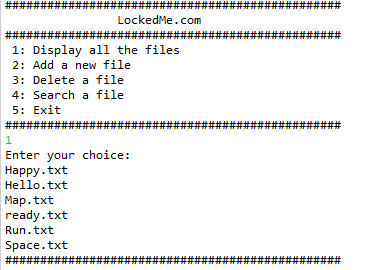 ################################################
LockedMe.com
################################################
1: Display all the files
2: Add a new file
3: Delete a file
4: Search a file
5: Exit
################################################
1
Enter your choice:
Happy.txt
Hello.txt
Map.txt
ready.txt
Run.txt
Space.txt
################################################